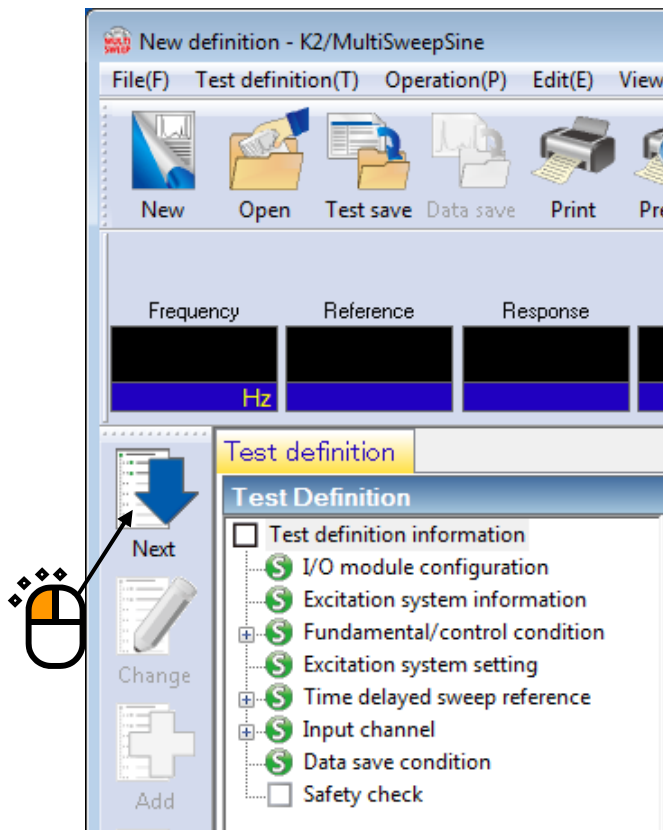 New definition - K2/MultiSweepSine
File(F) Test definition(T) Operation(P) Edit(E) View
New Open Test save Data save Print Pre
Frequency Reference Response
Hz
Test definition
Test Definition
Next
Test definition information
I/O module configuration
Excitation system information
Fundamental/control condition
Excitation system setting
Time delayed sweep reference
Input channel
Data save condition
Safety check
Change
Add